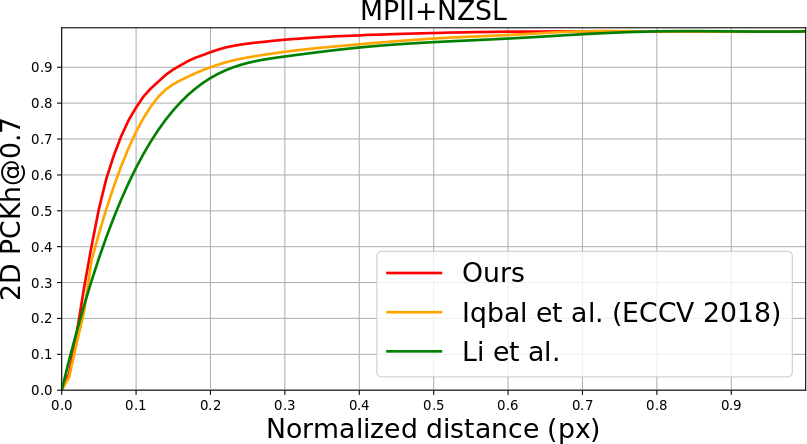 MPII+NZSL
2D PCKh@0.7
0.9
0.8
0.7
0.6
0.5
0.4
0.3
0.2
0.1
0.0
Ours
Iqbal et al. (ECCV 2018)
Li et al.
0.0 0.1 0.2 0.3 0.4 0.5 0.6 0.7 0.8 0.9
Normalized distance (px)